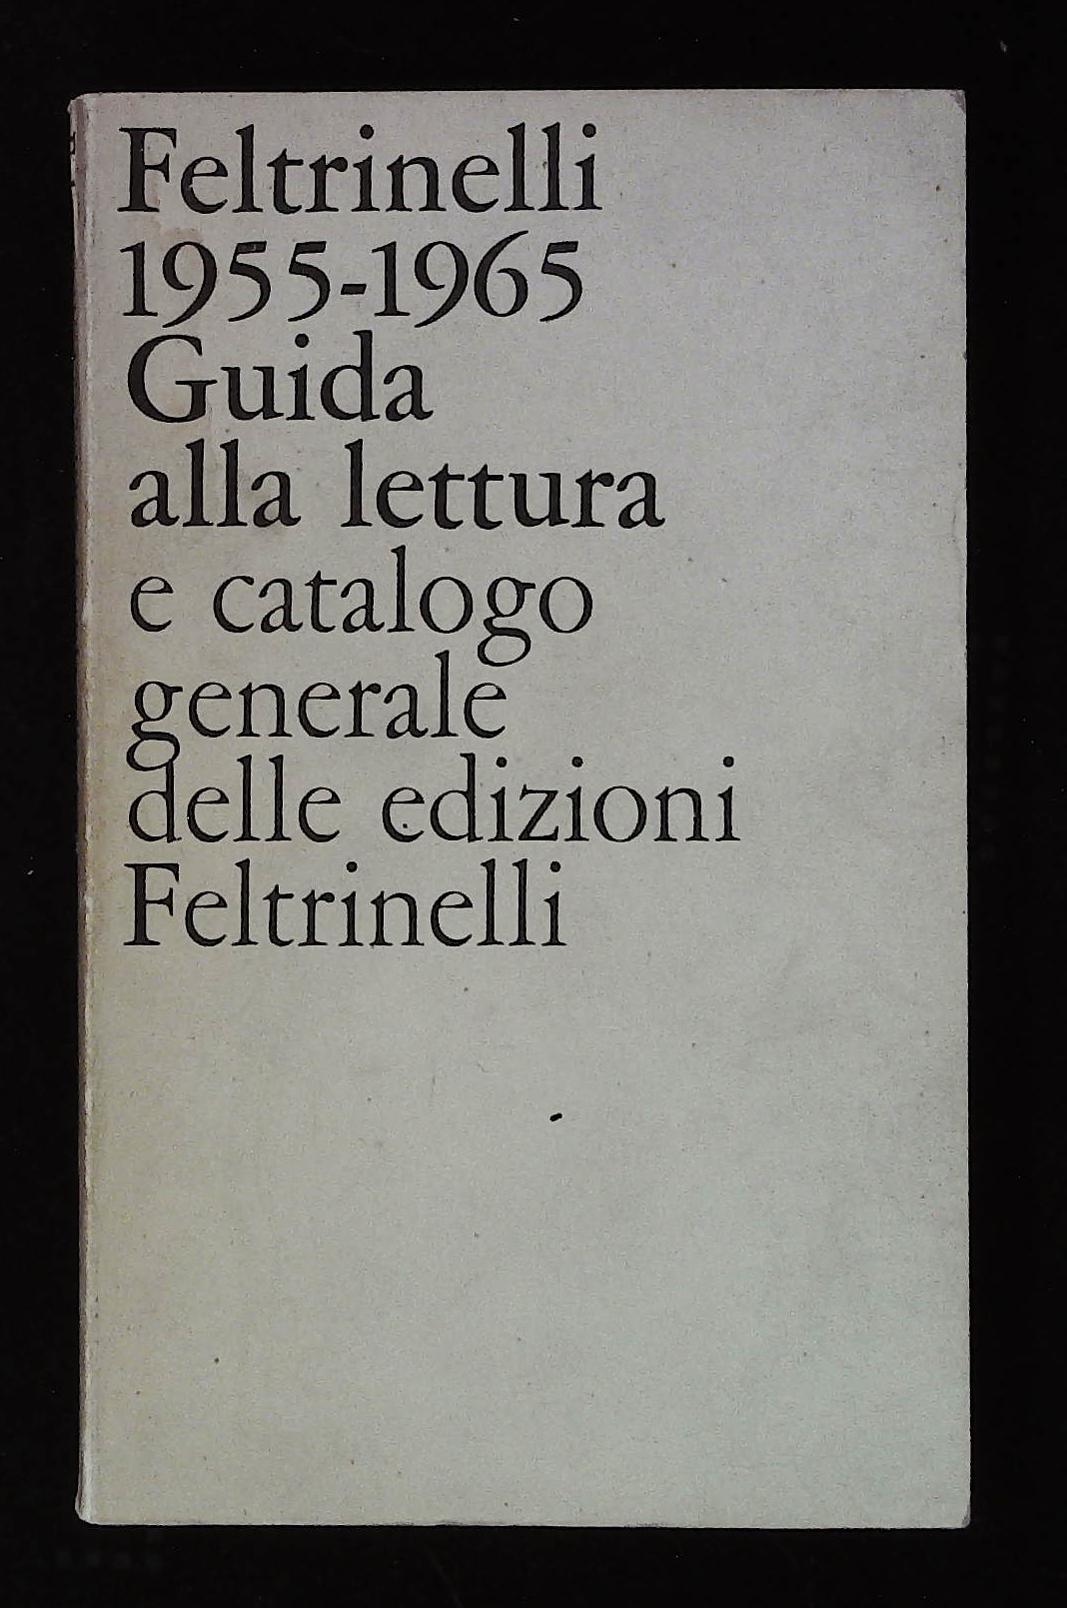 Feltrinelli
1955-1965
Guida
alla lettura
e catalogo
generale
delle edizioni
Feltrinelli